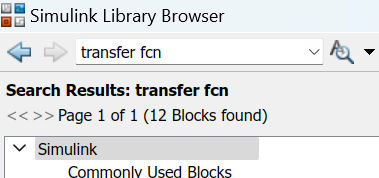 Simulink Library Browser
transfer fcn
Search Results: transfer fcn
<< >> Page 1 of 1 (12 Blocks found)
Simulink
Commonly Used Blocks